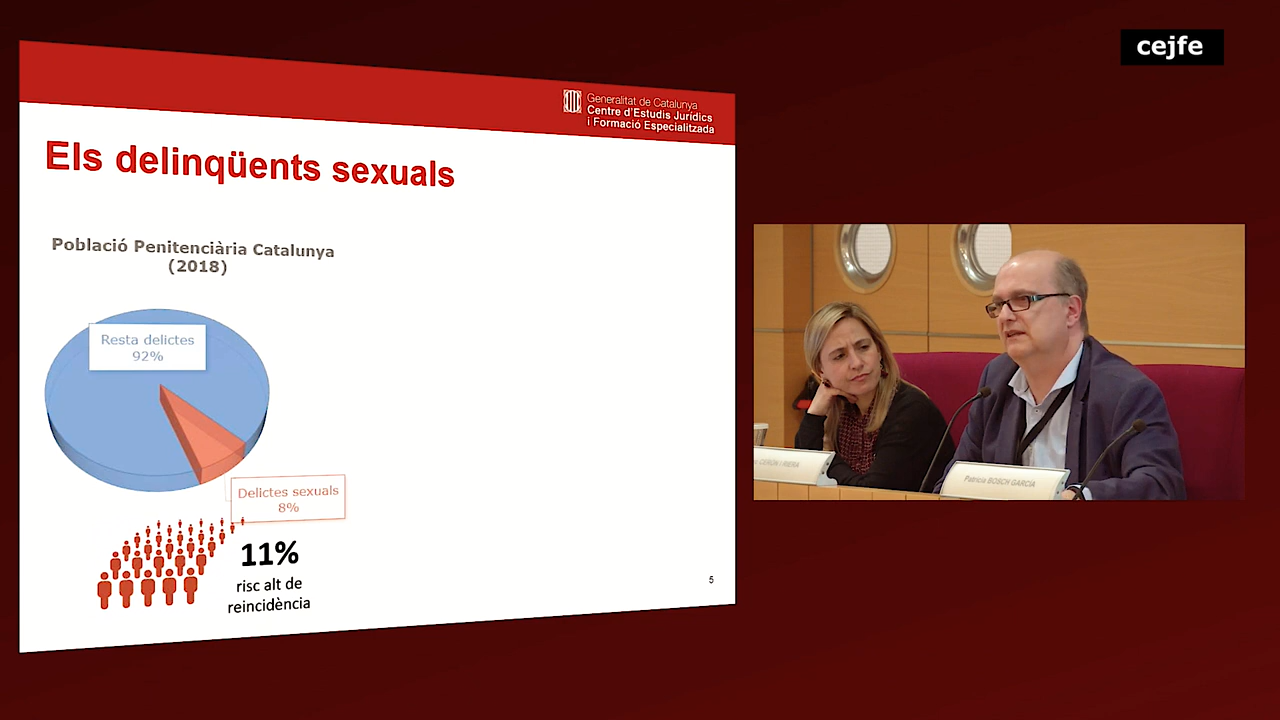 cejfe
Generalitat de Catalunya
Centre d'Estudis Jurídics
i Formació Especialitzada
Els delinqüents sexuals
Població Penitenciària Catalunya
(2018)
Resta delictes
92%
Delictes sexuals
8%
11%
risc alt de
reincidència
5
Patricia BOSCH GARCIA